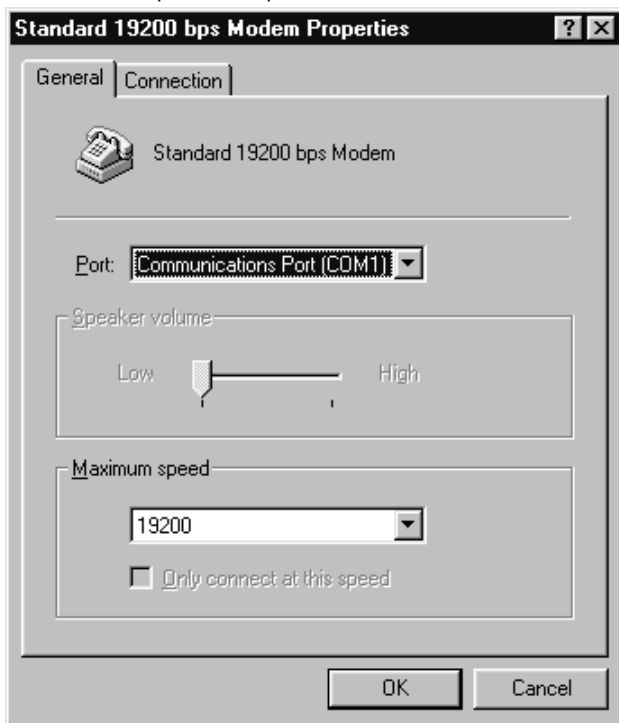 Standard 19200 bps Modem Properties
General
Connection
Standard 19200 bps Modem
Port: Communications Port (COM1)
Speaker volume
Low High
Maximum speed
19200
Only connect at this speed
OK Cancel